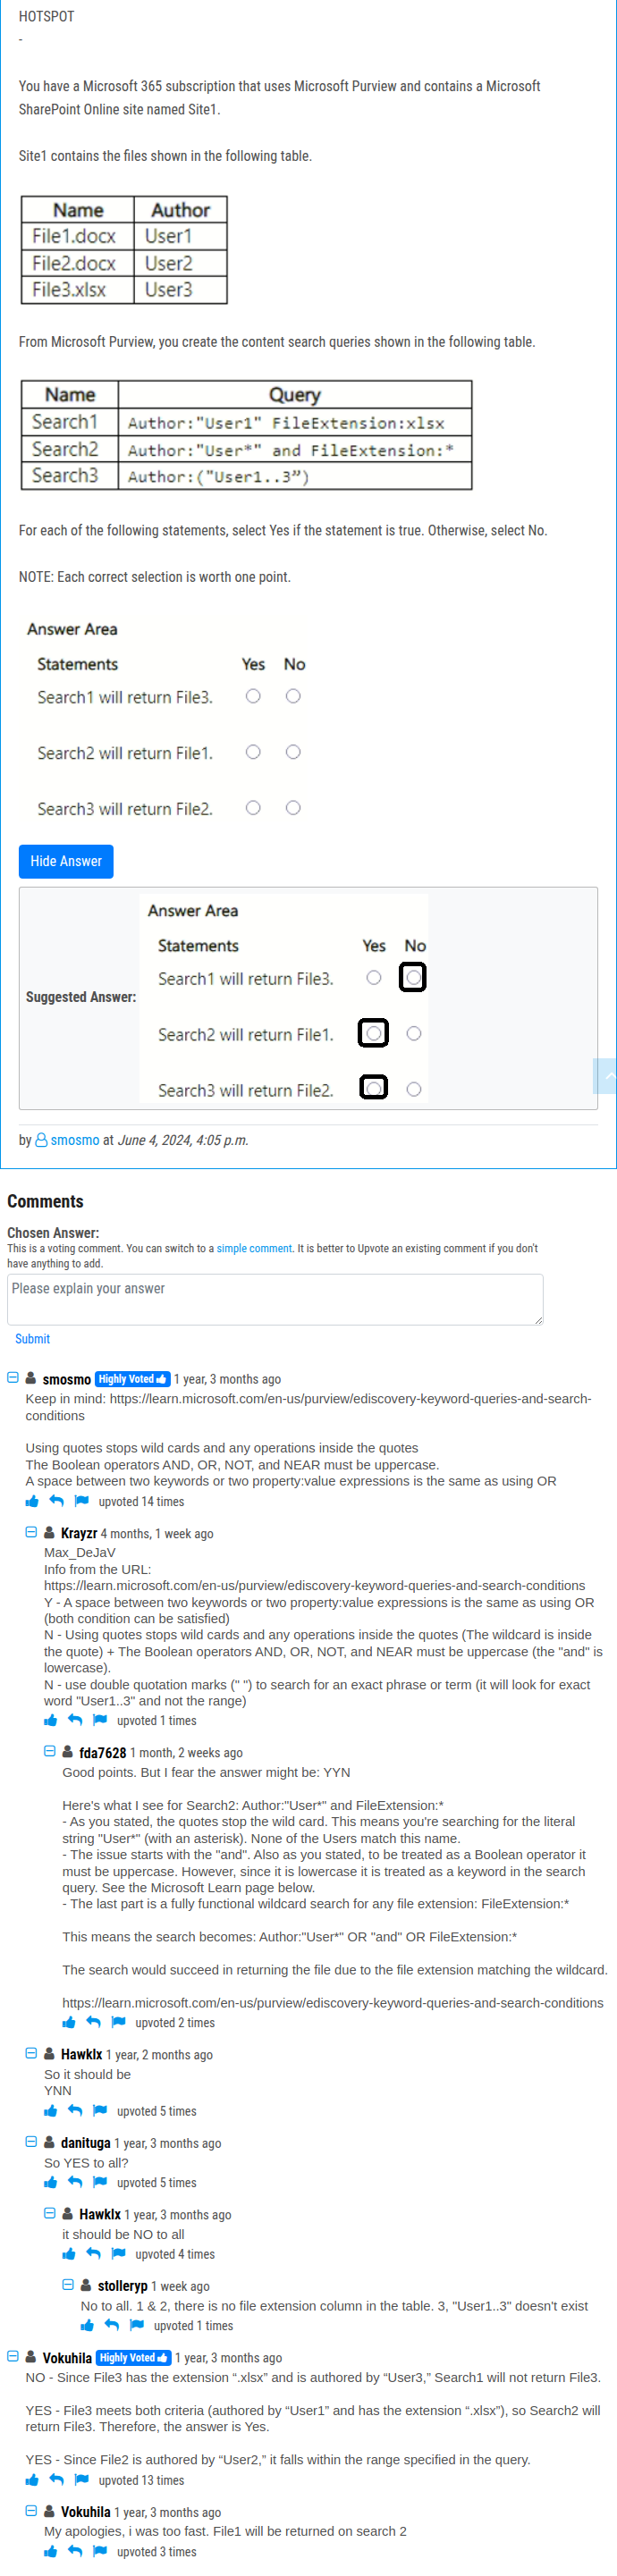 HOTSPOT
-
You have a Microsoft 365 subscription that uses Microsoft Purview and contains a Microsoft
SharePoint Online site named Site1.
Site1 contains the files shown in the following table.
Name Author
File1.docx User1
File2.docx User2
File3.xlsx User3
From Microsoft Purview, you create the content search queries shown in the following table.
Name Query
Search1 Author:"User1" FileExtension:xlsx
Search2 Author:"User*" and FileExtension:*
Search3 Author:("User1..3”)
For each of the following statements, select Yes if the statement is true. Otherwise, select No.
NOTE: Each correct selection is worth one point.
Answer Area
Statements Yes No
Search1 will return File3.
Search2 will return File1.
Search3 will return File2.
Hide Answer
Suggested Answer:
Answer Area
Statements Yes No
Search1 will return File3.
Search2 will return File1.
Search3 will return File2.
by smosmo at June 4, 2024, 4:05 p.m.
Comments
Chosen Answer:
This is a voting comment. You can switch to a simple comment. It is better to Upvote an existing comment if you don't
have anything to add.
Please explain your answer
Submit
smosmo Highly Voted 1 year, 3 months ago
Keep in mind: https://learn.microsoft.com/en-us/purview/ediscovery-keyword-queries-and-search-
conditions
Using quotes stops wild cards and any operations inside the quotes
The Boolean operators AND, OR, NOT, and NEAR must be uppercase.
A space between two keywords or two property:value expressions is the same as using OR
upvoted 14 times
Krayzr 4 months, 1 week ago
Max_DeJaV
Info from the URL:
https://learn.microsoft.com/en-us/purview/ediscovery-keyword-queries-and-search-conditions
Y - A space between two keywords or two property:value expressions is the same as using OR
(both condition can be satisfied)
N - Using quotes stops wild cards and any operations inside the quotes (The wildcard is inside
the quote) + The Boolean operators AND, OR, NOT, and NEAR must be uppercase (the "and" is
lowercase).
N - use double quotation marks (" ") to search for an exact phrase or term (it will look for exact
word "User1..3" and not the range)
upvoted 1 times
fda7628 1 month, 2 weeks ago
Good points. But I fear the answer might be: YYN
Here's what I see for Search2: Author:"User*" and FileExtension:*
- As you stated, the quotes stop the wild card. This means you're searching for the literal
string "User*" (with an asterisk). None of the Users match this name.
- The issue starts with the "and". Also as you stated, to be treated as a Boolean operator it
must be uppercase. However, since it is lowercase it is treated as a keyword in the search
query. See the Microsoft Learn page below.
- The last part is a fully functional wildcard search for any file extension: FileExtension:*
This means the search becomes: Author:"User*" OR "and" OR FileExtension:*
The search would succeed in returning the file due to the file extension matching the wildcard.
https://learn.microsoft.com/en-us/purview/ediscovery-keyword-queries-and-search-conditions
upvoted 2 times
Hawklx 1 year, 2 months ago
So it should be
YNN
upvoted 5 times
danituga 1 year, 3 months ago
So YES to all?
upvoted 5 times
Hawklx 1 year, 3 months ago
it should be NO to all
upvoted 4 times
stolleryp 1 week ago
No to all. 1 & 2, there is no file extension column in the table. 3, "User1..3" doesn't exist
upvoted 1 times
Vokuhila Highly Voted 1 year, 3 months ago
NO - Since File3 has the extension “.xlsx” and is authored by “User3,” Search1 will not return File3.
YES - File3 meets both criteria (authored by “User1” and has the extension “.xlsx”), so Search2 will
return File3. Therefore, the answer is Yes.
YES - Since File2 is authored by “User2,” it falls within the range specified in the query.
upvoted 13 times
Vokuhila 1 year, 3 months ago
My apologies, i was too fast. File1 will be returned on search 2
upvoted 3 times